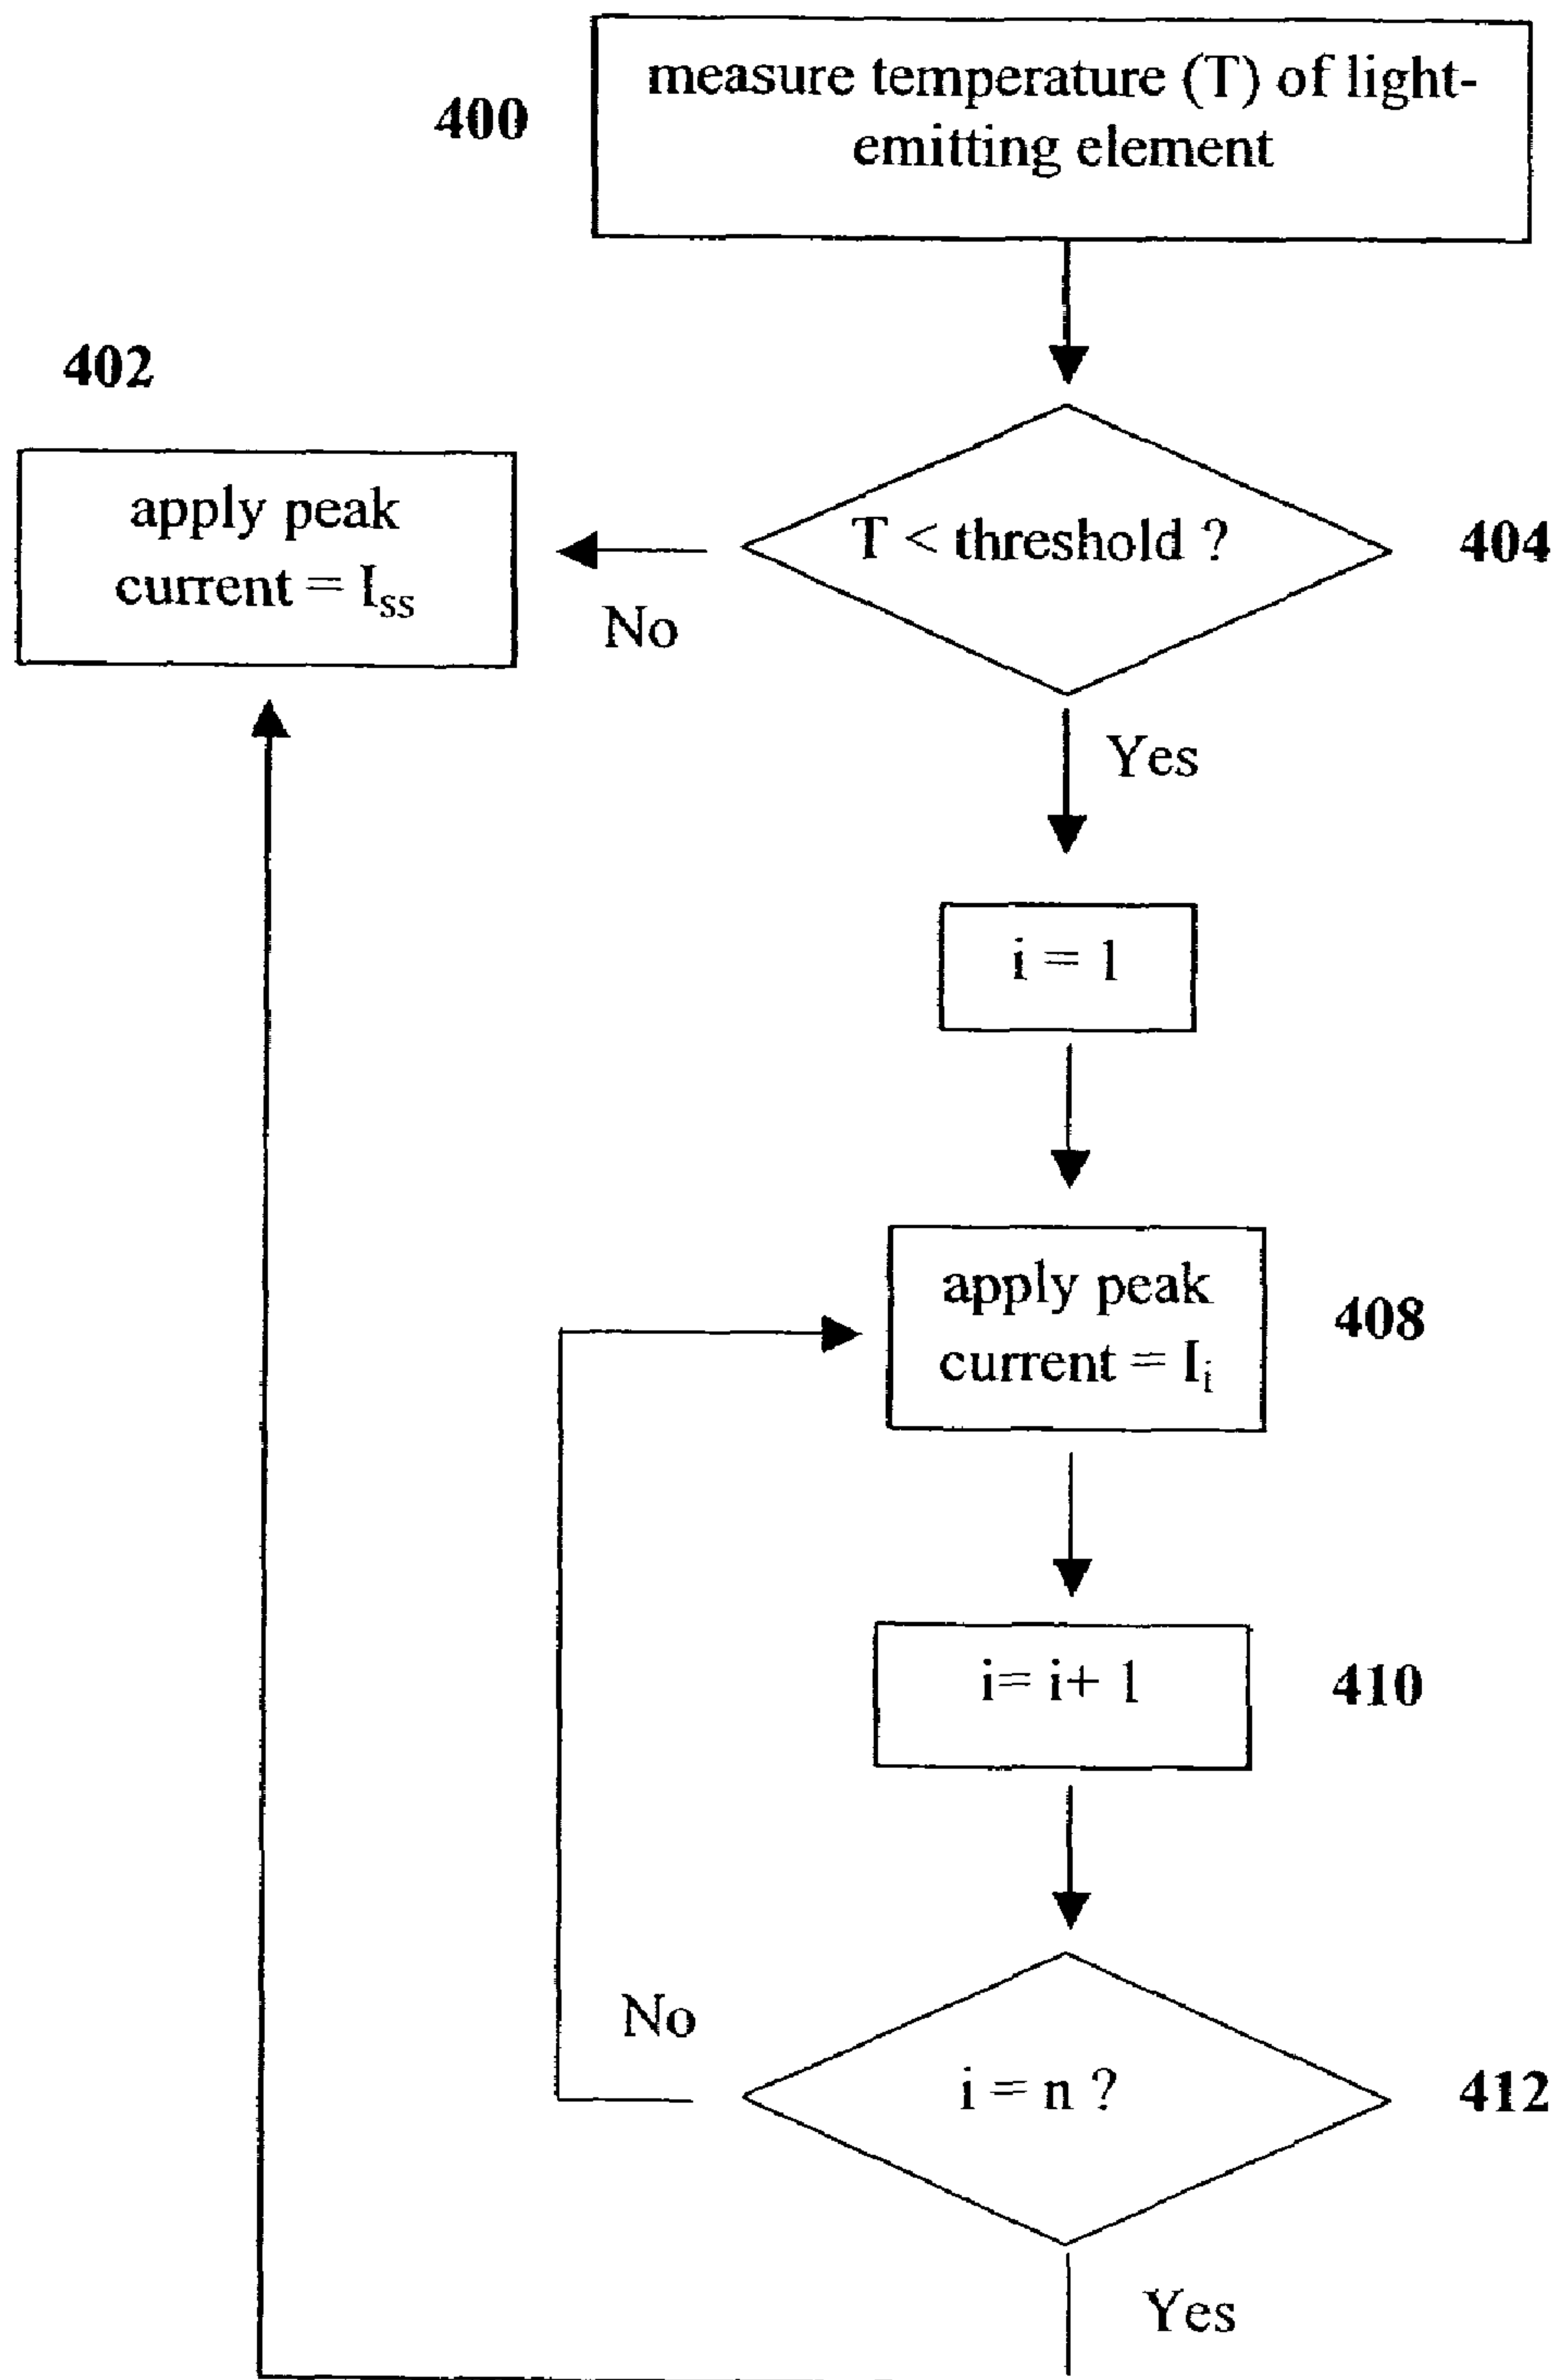 400
measure temperature (T) of light-
emitting element
402
apply peak
current = Iss
T < threshold ?
404
No
Yes
i = 1
apply peak
current = Ii
408
i= i+ 1
410
No
i = n ?
412
Yes